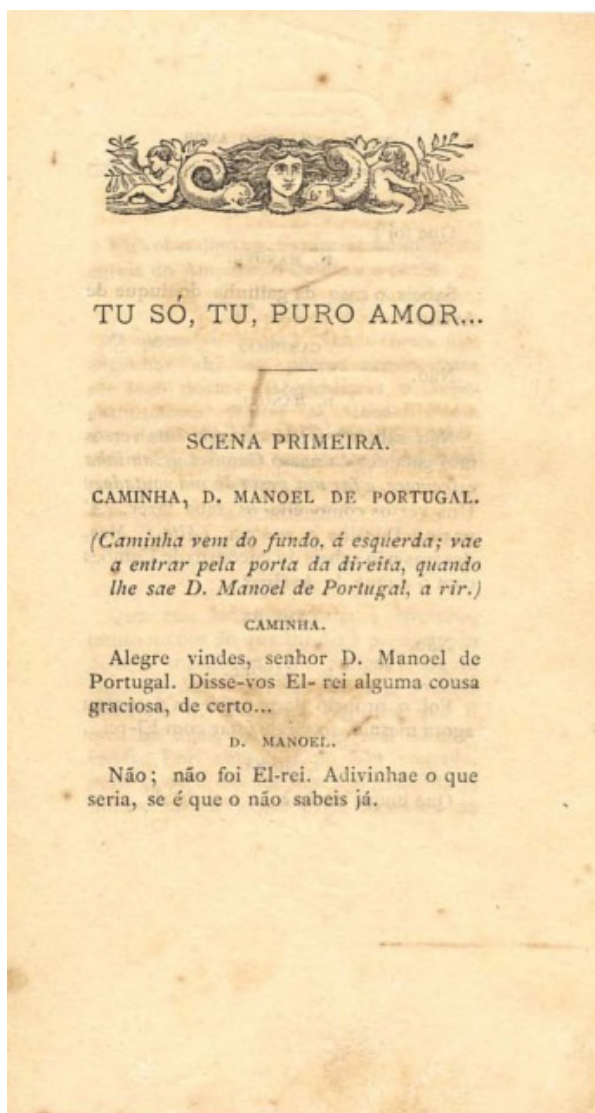 TU SÓ, TU, PURO AMOR...
SCENA PRIMEIRA.
CAMINHA, D. MANOEL DE PORTUGAL.
(Caminha vem do fundo, á esquerda; vae
a entrar pela porta da direita, quando
lhe sae D. Manoel de Portugal, a rir.)
CAMINHA.
Alegre vindes, senhor D. Manoel de
Portugal. Disse-vos El- rei alguma cousa
graciosa, de certo...
D. MANOEL.
Não; não foi El-rei. Adivinhae o que
seria, se é que o não sabeis já.